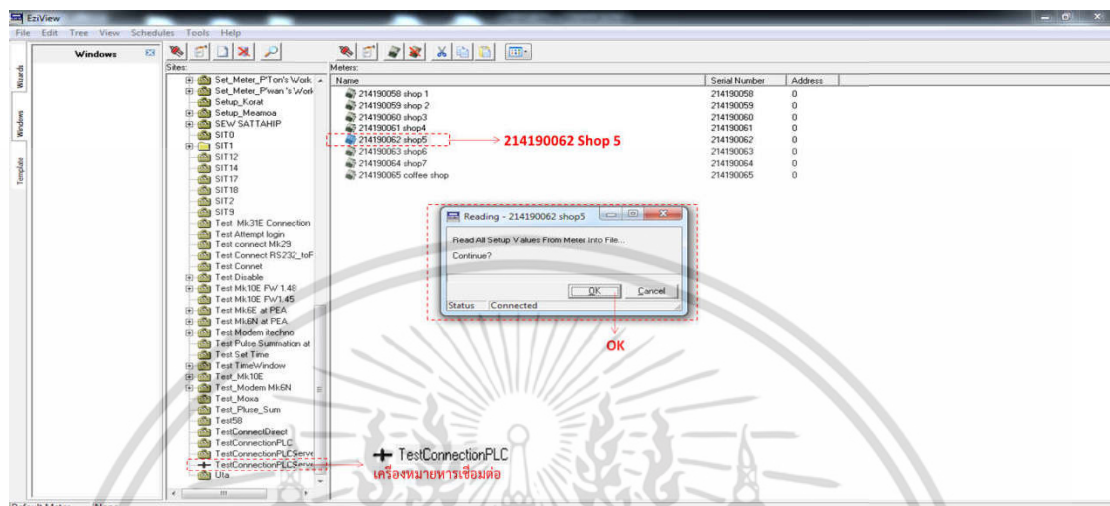 EziView
File Edit Tree View Schedules Tools Help
Windows
Wizards
Windows
Template
Sites:
Set_Meter_P'Ton's Work
Set_Meter_P'wan 's Work
Setup_Korat
Setup_Meamoa
SEW SATTAHIP
SIT0
SIT1
SIT12
SIT14
SIT17
SIT18
SIT2
SIT9
Test Mk31E Connection
Test Attempt login
Test connect Mk29
Test Connect RS232_toF
Test Connet
Test Disable
Test Mk10E FW 1.48
Test Mk10E FW1.45
Test Mk6E at PEA
Test Mk6N at PEA
Test Modem itechno
Test Pulse Summation at
Test Set Time
Test TimeWindow
Test_Mk10E
Test_Modem Mk6N
Test_Moxa
Test_Pluse_Sum
Test58
TestConnectDirect
TestConnectionPLC
TestConnectionPLCServe
TestConnectionPLCServe
Ula
Meters:
Name Serial Number Address
214190058 shop 1 214190058 0
214190059 shop 2 214190059 0
214190060 shop3 214190060 0
214190061 shop4 214190061 0
214190062 shop5 214190062 0
214190063 shop6 214190063 0
214190064 shop7 214190064 0
214190065 coffee shop 214190065 0
214190062 Shop 5
Reading - 214190062 shop5
Read All Setup Values From Meter Into File...
Continue?
OK Cancel
Status Connected
OK
TestConnectionPLC
เครื่องหมายหารเชื่อมต่อ
Default Meter